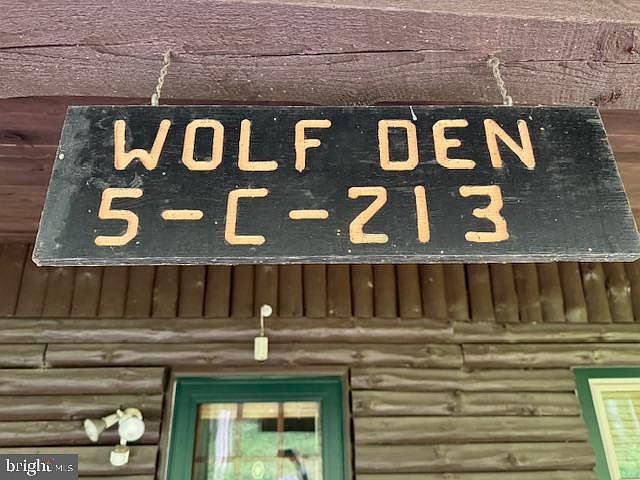 WOLF DEN
5-C-213
bright MLS